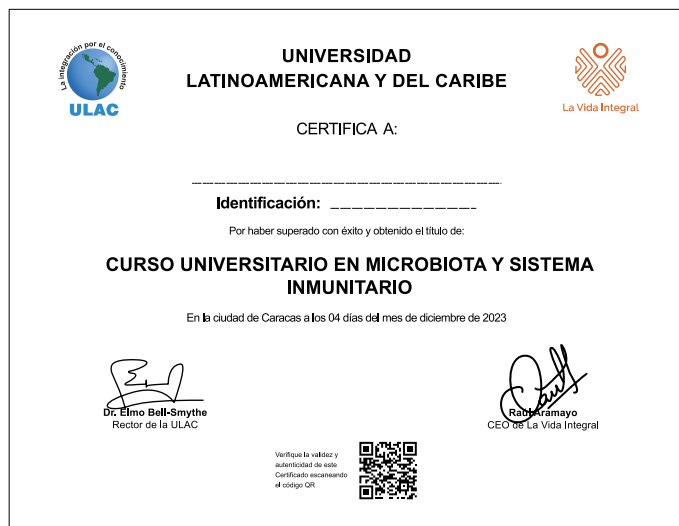 La integración por el conocimiento
ULAC
UNIVERSIDAD
LATINOAMERICANA Y DEL CARIBE
La Vida Integral
CERTIFICA A:
Identificación:
Por haber superado con éxito y obtenido el título de:
CURSO UNIVERSITARIO EN MICROBIOTA Y SISTEMA
INMUNITARIO
En la ciudad de Caracas a los 04 días del mes de diciembre de 2023
Dr. Elmo Bell-Smythe
Rector de la ULAC
Raúl Aramayo
CEO de La Vida Integral
Verifique la validez y
autenticidad de este
Certificado escaneando
el código QR